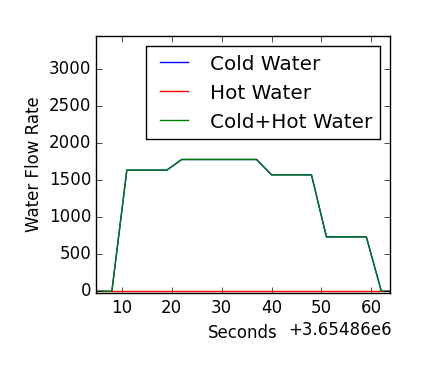 Cold Water
Hot Water
Cold+Hot Water
3000
2500
2000
1500
1000
500
0
Water Flow Rate
10 20 30 40 50 60
Seconds +3.65486e6